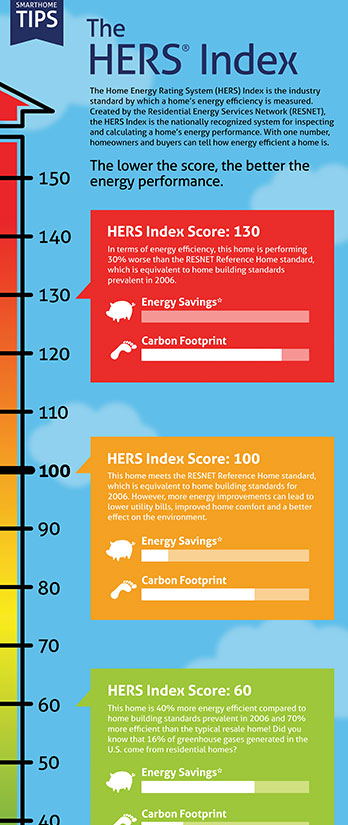 SMARTHOME
TIPS
The
HERS® Index
The Home Energy Rating System (HERS) Index is the industry
standard by which a home's energy efficiency is measured.
Created by the Residential Energy Services Network (RESNET),
the HERS Index is the nationally recognized system for inspecting
and calculating a home's energy performance. With one number,
homeowners and buyers can tell how energy efficient a home is.
The lower the score, the better the
energy performance.
150
140
HERS Index Score: 130
In terms of energy efficiency, this home is performing
30% worse than the RESNET Reference Home standard,
which is equivalent to home building standards
prevalent in 2006.
130
Energy Savings*
Carbon Footprint
120
110
100
HERS Index Score: 100
This home meets the RESNET Reference Home standard,
which is equivalent to home building standards for
2006. However, more energy improvements can lead to
lower utility bills, improved home comfort and a better
effect on the environment.
90
Energy Savings*
80
Carbon Footprint
70
60
HERS Index Score: 60
This home is 40% more energy efficient compared to
home building standards prevalent in 2006 and 70%
more efficient than the typical resale home! Did you
know that 16% of greenhouse gases generated in the
U.S. come from residential homes?
50
Energy Savings*
40
Carbon Footprint